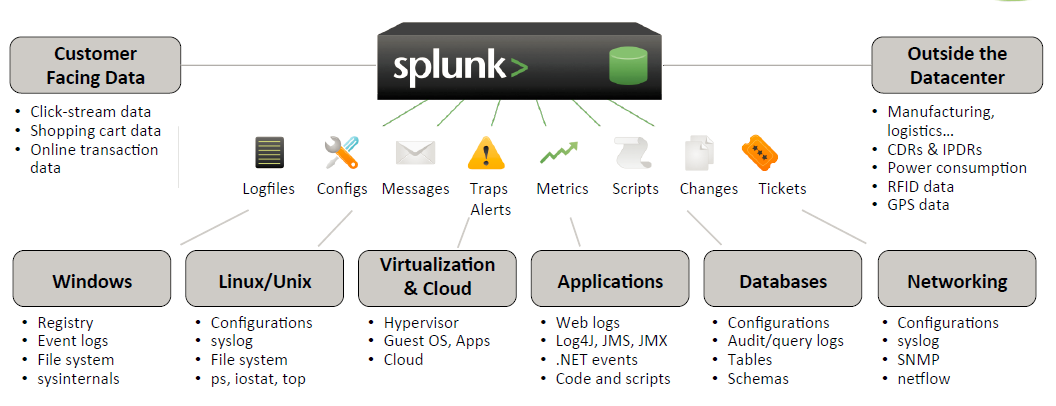 splunk>
Customer
Facing Data
• Click-stream data
• Shopping cart data
• Online transaction
data
Outside the
Datacenter
• Manufacturing,
logistics...
• CDRs & IPDRs
• Power consumption
• RFID data
• GPS data
Logfiles
Configs
Messages
Traps
Alerts
Metrics
Scripts
Changes
Tickets
Windows
• Registry
• Event logs
• File system
• sysinternals
Linux/Unix
• Configurations
• syslog
• File system
• ps, iostat, top
Virtualization
& Cloud
• Hypervisor
• Guest OS, Apps
• Cloud
Applications
• Web logs
• Log4J, JMS, JMX
• .NET events
• Code and scripts
Databases
• Configurations
• Audit/query logs
• Tables
• Schemas
Networking
• Configurations
• syslog
• SNMP
• netflow